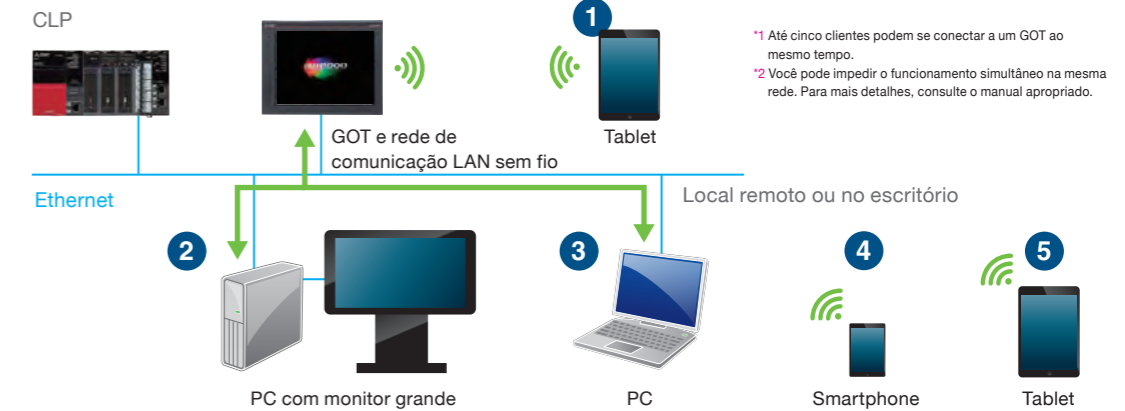 CLP
1
*1 Até cinco clientes podem se conectar a um GOT ao
mesmo tempo.
*2 Você pode impedir o funcionamento simultâneo na mesma
rede. Para mais detalhes, consulte o manual apropriado.
GOT e rede de
comunicação LAN sem fio
Tablet
Ethernet
Local remoto ou no escritório
2
3
4
5
PC com monitor grande
PC
Smartphone
Tablet